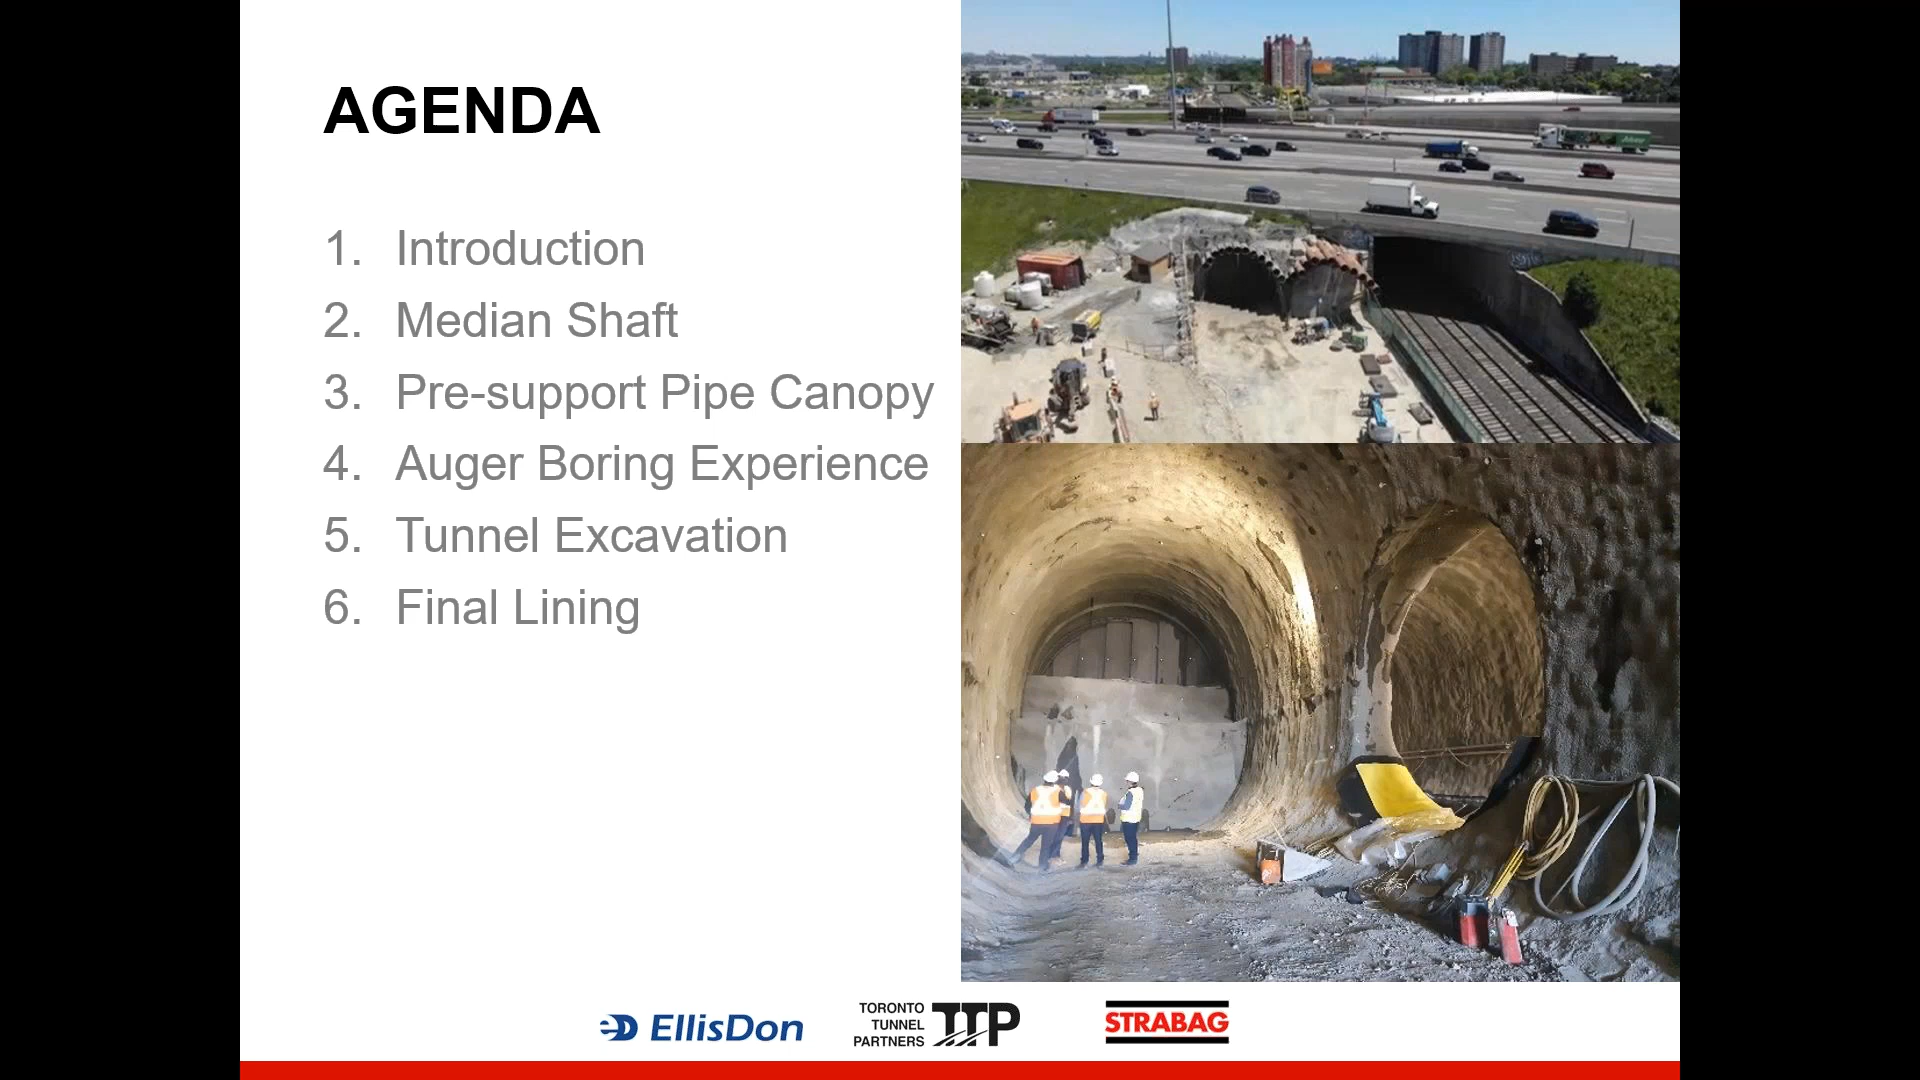 AGENDA
1. Introduction
2. Median Shaft
3. Pre-support Pipe Canopy
4. Auger Boring Experience
5. Tunnel Excavation
6. Final Lining
EllisDon
TORONTO
TUNNEL
PARTNERS
TTP
STRABAG